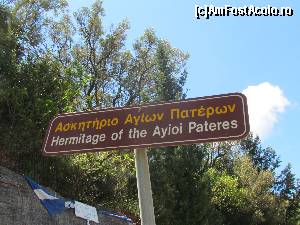 [c] AmFostAcolo.ro
Ασκητήριο Αγίων Πατέρων
Hermitage of the Ayioi Pateres